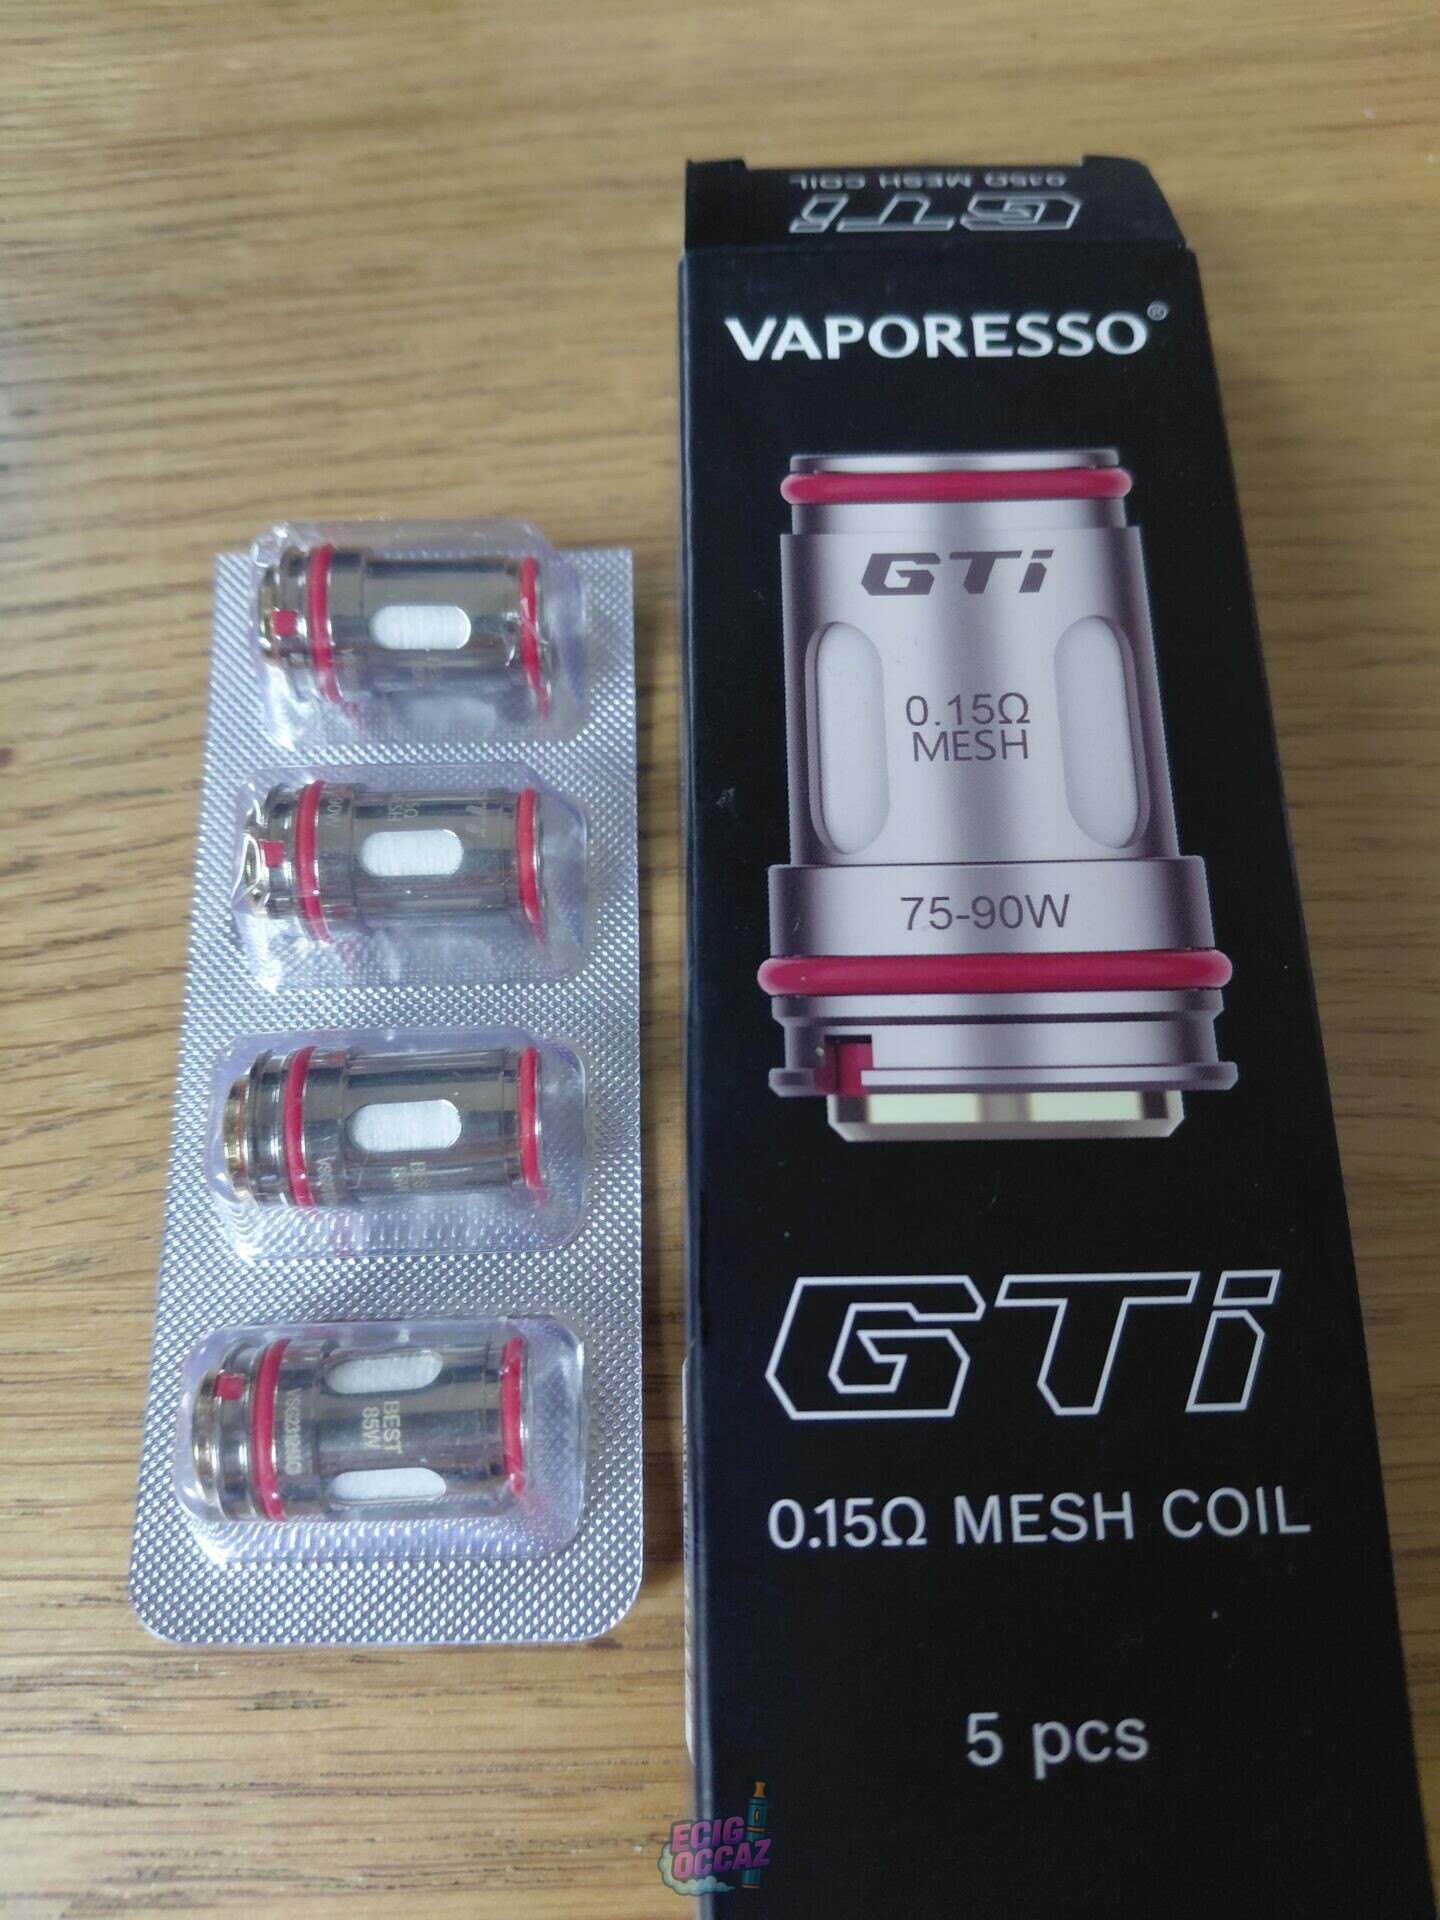 0.15Ω MESH COIL
GTi
VAPORESSO®
GTi
0.15Ω
MESH
75-90W
GTi
0.15Ω MESH COIL
5 pcs
BEST
85W
ECIG
OCCAZ